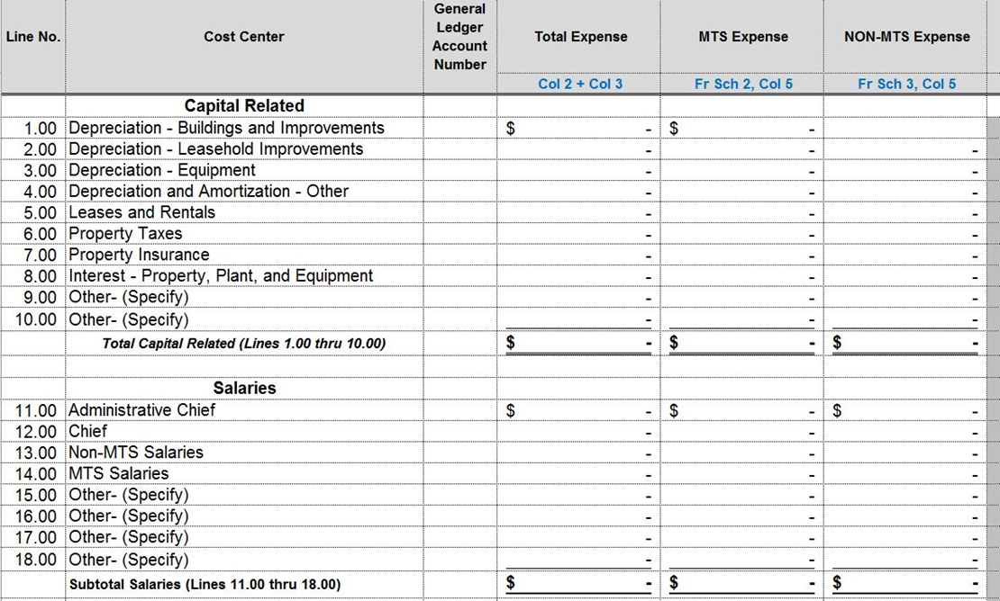 Line No. Cost Center General Ledger Account Number Total Expense MTS Expense NON-MTS Expense
Col 2 + Col 3 Fr Sch 2, Col 5 Fr Sch 3, Col 5
Capital Related
1.00 Depreciation - Buildings and Improvements $ - $ -
2.00 Depreciation - Leasehold Improvements - - -
3.00 Depreciation - Equipment - - -
4.00 Depreciation and Amortization - Other - - -
5.00 Leases and Rentals - - -
6.00 Property Taxes - - -
7.00 Property Insurance - - -
8.00 Interest - Property, Plant, and Equipment - - -
9.00 Other- (Specify) - - -
10.00 Other- (Specify) - - -
Total Capital Related (Lines 1.00 thru 10.00) $ - $ - $ -
Salaries
11.00 Administrative Chief $ - $ - $ -
12.00 Chief - - -
13.00 Non-MTS Salaries - - -
14.00 MTS Salaries - - -
15.00 Other- (Specify) - - -
16.00 Other- (Specify) - - -
17.00 Other- (Specify) - - -
18.00 Other- (Specify) - - -
Subtotal Salaries (Lines 11.00 thru 18.00) $ - $ - $ -